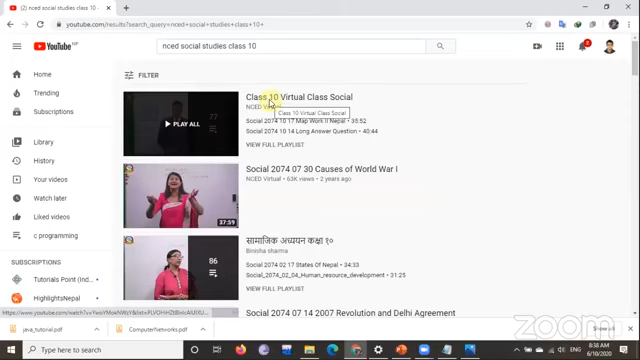 (2) nced social studies class 10 -
youtube.com/results?search_query=nced+social+studies+class+10+
YouTube NP
nced social studies class 10
2
Home
Trending
Subscriptions
Library
History
Your videos
Watch later
Liked videos
c programming
SUBSCRIPTIONS
Tutorials Point (Ind...
HighlightsNepal
FILTER
PLAY ALL
77
Class 10 Virtual Class Social
NCED Virtual
Class 10 Virtual Class Social
Social 2074 10 17 Map Work II Nepal • 35:52
Social 2074 10 14 Long Answer Question • 40:44
VIEW FULL PLAYLIST
37:59
Social 2074 07 30 Causes of World War I
NCED Virtual • 63K views • 2 years ago
86
सामाजिक अध्ययन कक्षा १०
Binisha sharma
Social 2074 02 17 States Of Nepal • 34:33
Social_2074_02_04_Human_resource_development • 31:25
VIEW FULL PLAYLIST
Social 2074 07 14 2007 Revolution and Delhi Agreement
java_tutorial.pdf
ComputerNetworks.pdf
Show all
zoom
Type here to search
ENG
8:38 AM
6/10/2020